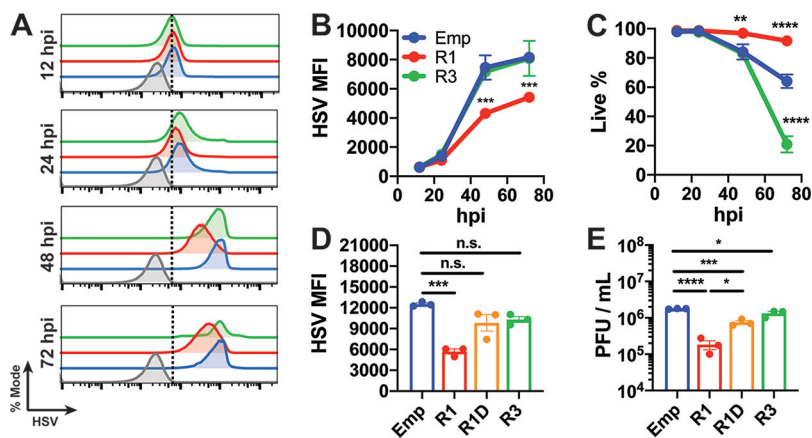 A
12 hpi
24 hpi
48 hpi
72 hpi
% Mode
HSV
B
HSV MFI
10000
8000
6000
4000
2000
0
0 20 40 60 80
hpi
Emp
R1
R3
***
***
C
Live %
100
80
60
40
20
0
0 20 40 60 80
hpi
**
****
****
D
HSV MFI
21000
18000
15000
12000
9000
6000
3000
0
n.s.
n.s.
***
Emp R1 R1D R3
E
PFU / mL
10^8
10^7
10^6
10^5
10^4
*
***
**** *
Emp R1 R1D R3